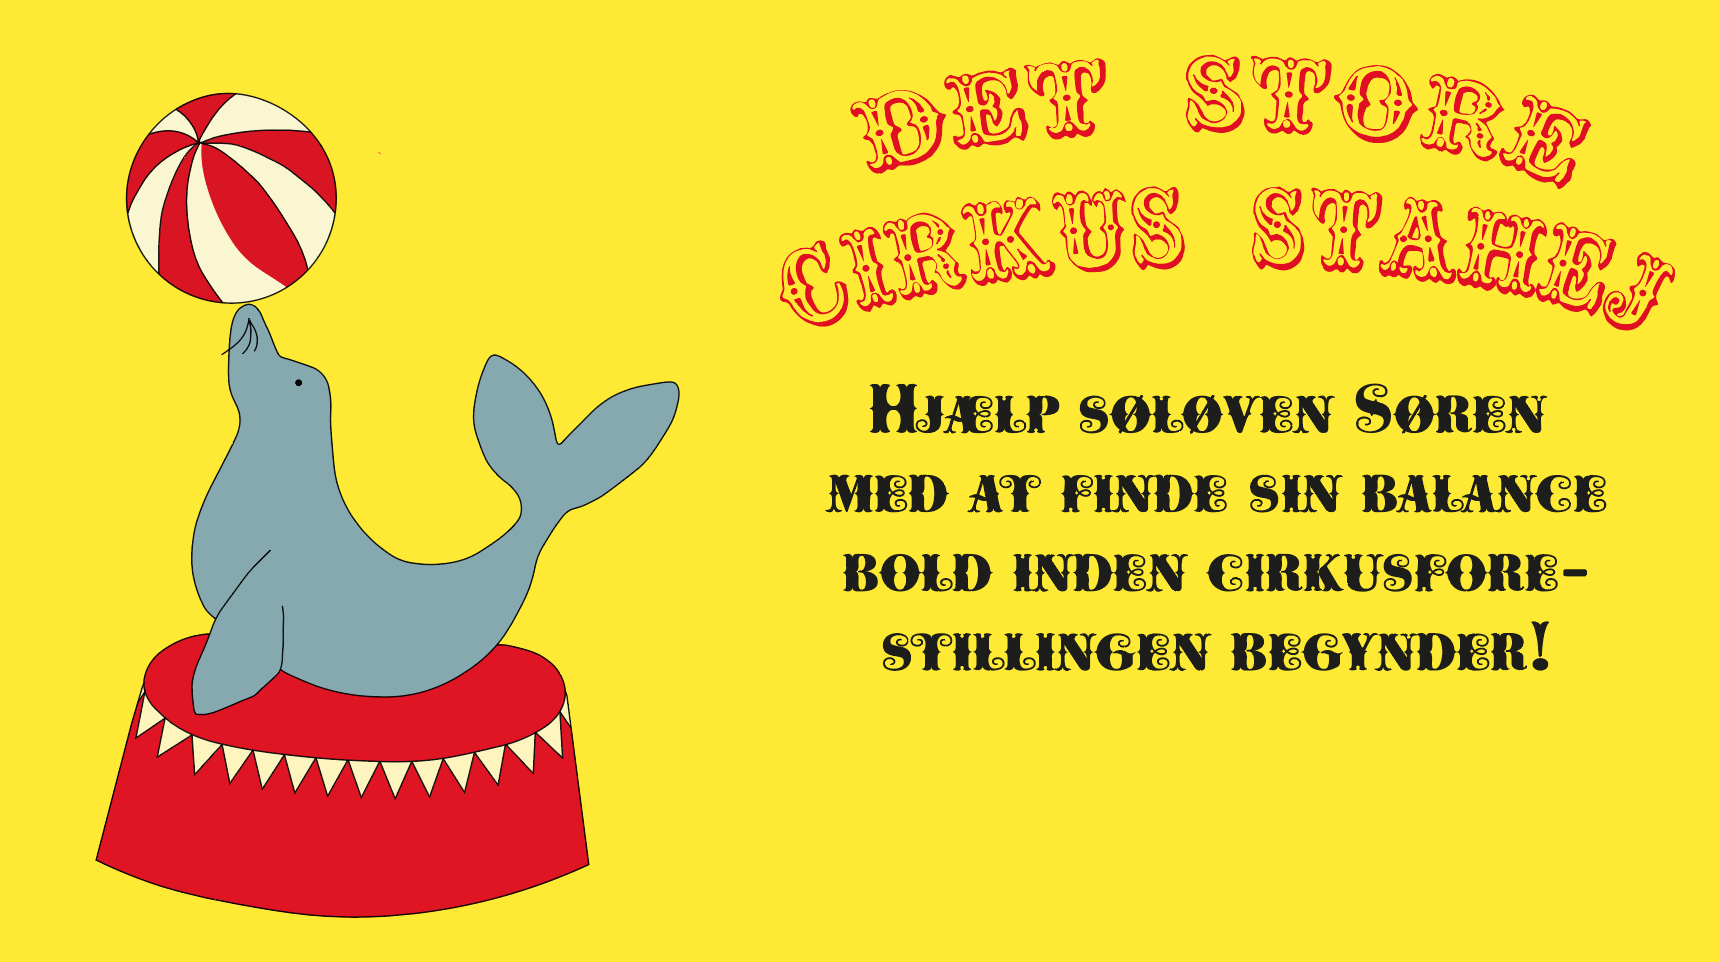 DET STORE
CIRKUS STAHEJ
HJÆLP SØLØVEN SØREN
MED AT FINDE SIN BALANCE
BOLD INDEN CIRKUSFORE-
STILLINGEN BEGYNDER!